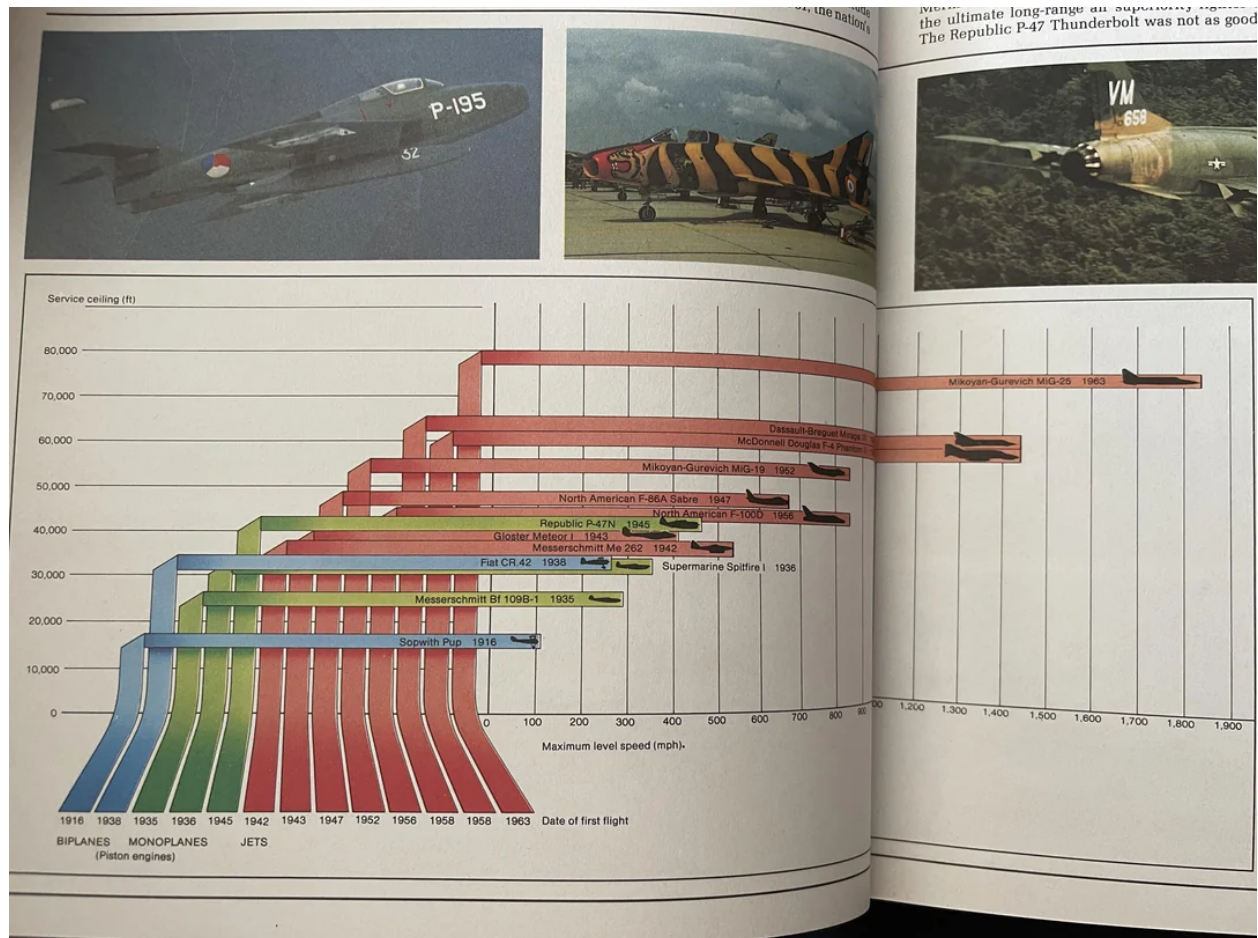 the nation's
the ultimate long-range air superiority
The Republic P-47 Thunderbolt was not as good
P-195
32
VM
658
Service ceiling (ft)
80,000
70,000
60,000
50,000
40,000
30,000
20,000
10,000
0
Mikoyan-Gurevich MiG-25 1963
Dassault-Breguet Mirage
McDonnell Douglas F-4 Phantom
Mikoyan-Gurevich MiG-19 1952
North American F-86A Sabre 1947
North American F-100D 1956
Republic P-47N 1945
Gloster Meteor I 1943
Messerschmitt Me 262 1942
Fiat CR.42 1938
Supermarine Spitfire I 1936
Messerschmitt Bf 109B-1 1935
Sopwith Pup 1916
0 100 200 300 400 500 600 700 800 900 1,200 1,300 1,400 1,500 1,600 1,700 1,800 1,900
Maximum level speed (mph).
1916 1938 1935 1936 1945 1942 1943 1947 1952 1956 1958 1958 1963 Date of first flight
BIPLANES MONOPLANES JETS
(Piston engines)